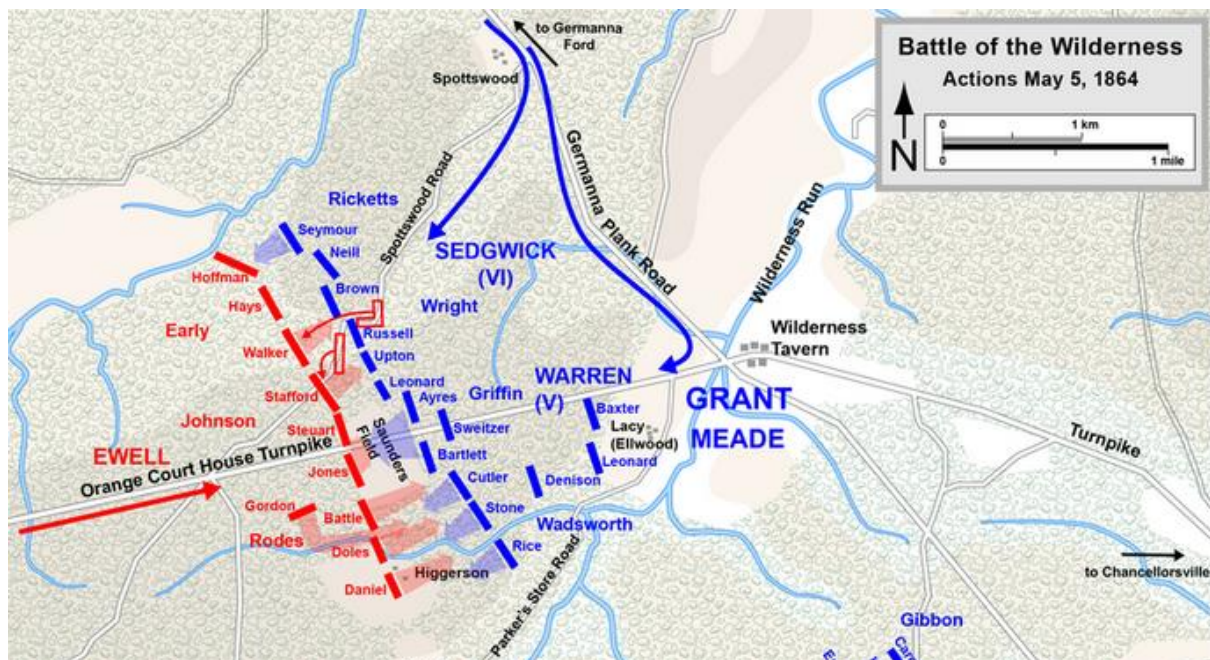 to Germanna
Ford
Spottswood
Battle of the Wilderness
Actions May 5, 1864
0
1 km
0
1 mile
N
Germanna Plank Road
Spottswood Road
Wilderness Run
Ricketts
Seymour
Neill
SEDGWICK
(VI)
Hoffman
Brown
Hays
Wright
Early
Russell
Walker
Upton
Wilderness
Tavern
Stafford
Leonard
Ayres
Griffin
WARREN
(V)
GRANT
MEADE
Johnson
Steuart
Saunders
Field
Sweitzer
Baxter
Lacy
(Ellwood)
Turnpike
EWELL
Orange Court House Turnpike
Jones
Bartlett
Leonard
Cutler
Denison
Gordon
Battle
Stone
Rodes
Wadsworth
Doles
Rice
Higgerson
Daniel
Parker's Store Road
to Chancellorsville
Gibbon